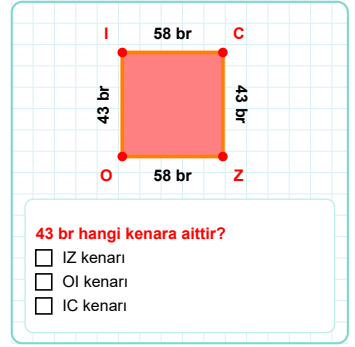 I 58 br C
43 br 43 br
O 58 br Z
43 br hangi kenara aittir?
IZ kenarı
OI kenarı
IC kenarı